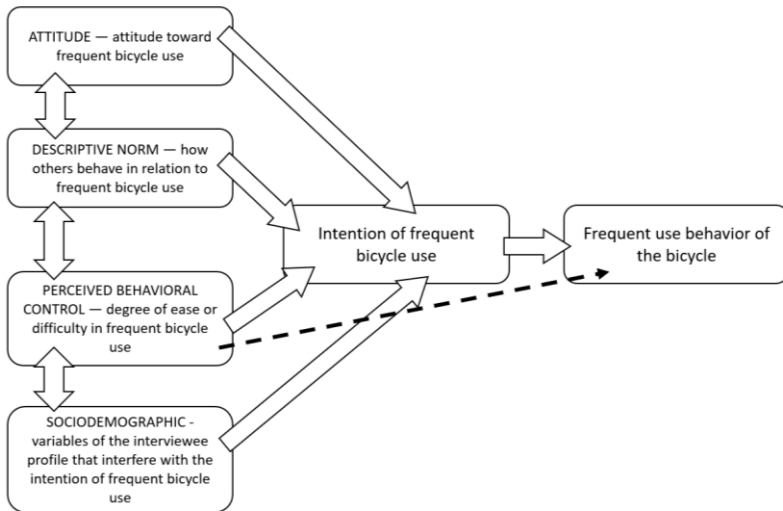 ATTITUDE — attitude toward
frequent bicycle use
DESCRIPTIVE NORM — how
others behave in relation to
frequent bicycle use
PERCEIVED BEHAVIORAL
CONTROL — degree of ease or
difficulty in frequent bicycle
use
SOCIODEMOGRAPHIC -
variables of the interviewee
profile that interfere with the
intention of frequent bicycle
use
Intention of frequent
bicycle use
Frequent use behavior of
the bicycle